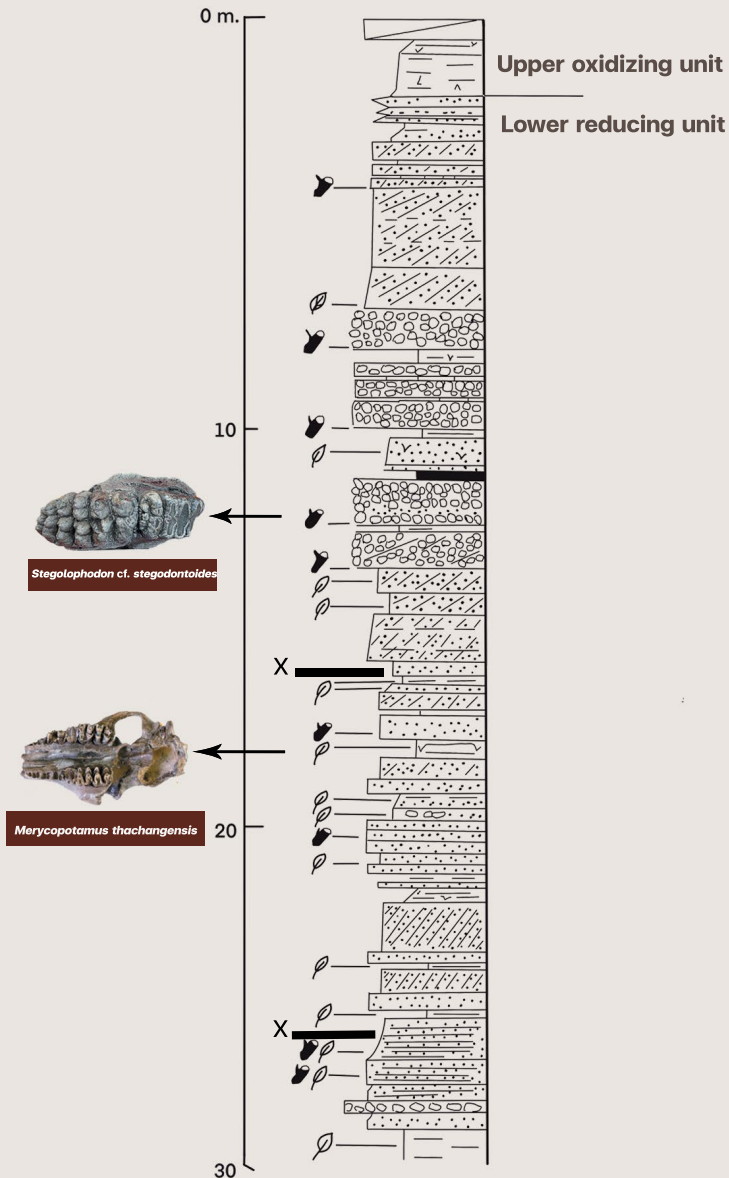 0 m.
Upper oxidizing unit
Lower reducing unit
10
Stegolophodon cf. stegodontoides
X
Merycopotamus thachangensis
20
X
30